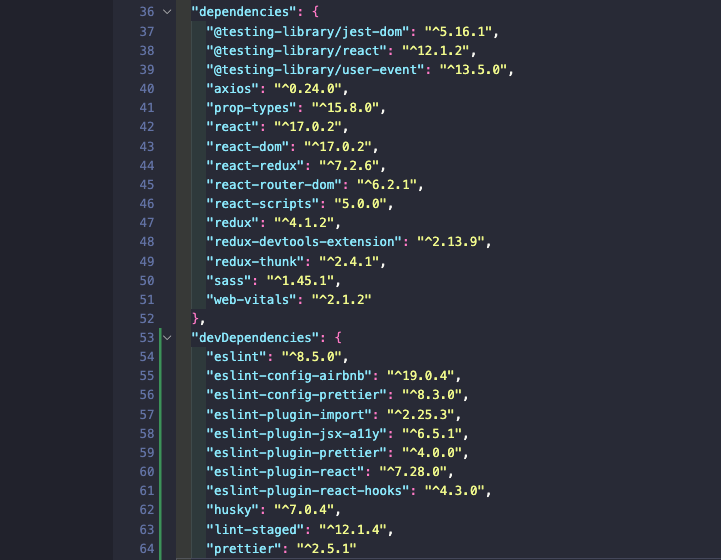 36 "dependencies": {
37 "@testing-library/jest-dom": "^5.16.1",
38 "@testing-library/react": "^12.1.2",
39 "@testing-library/user-event": "^13.5.0",
40 "axios": "^0.24.0",
41 "prop-types": "^15.8.0",
42 "react": "^17.0.2",
43 "react-dom": "^17.0.2",
44 "react-redux": "^7.2.6",
45 "react-router-dom": "^6.2.1",
46 "react-scripts": "5.0.0",
47 "redux": "^4.1.2",
48 "redux-devtools-extension": "^2.13.9",
49 "redux-thunk": "^2.4.1",
50 "sass": "^1.45.1",
51 "web-vitals": "^2.1.2"
52 },
53 "devDependencies": {
54 "eslint": "^8.5.0",
55 "eslint-config-airbnb": "^19.0.4",
56 "eslint-config-prettier": "^8.3.0",
57 "eslint-plugin-import": "^2.25.3",
58 "eslint-plugin-jsx-a11y": "^6.5.1",
59 "eslint-plugin-prettier": "^4.0.0",
60 "eslint-plugin-react": "^7.28.0",
61 "eslint-plugin-react-hooks": "^4.3.0",
62 "husky": "^7.0.4",
63 "lint-staged": "^12.1.4",
64 "prettier": "^2.5.1"